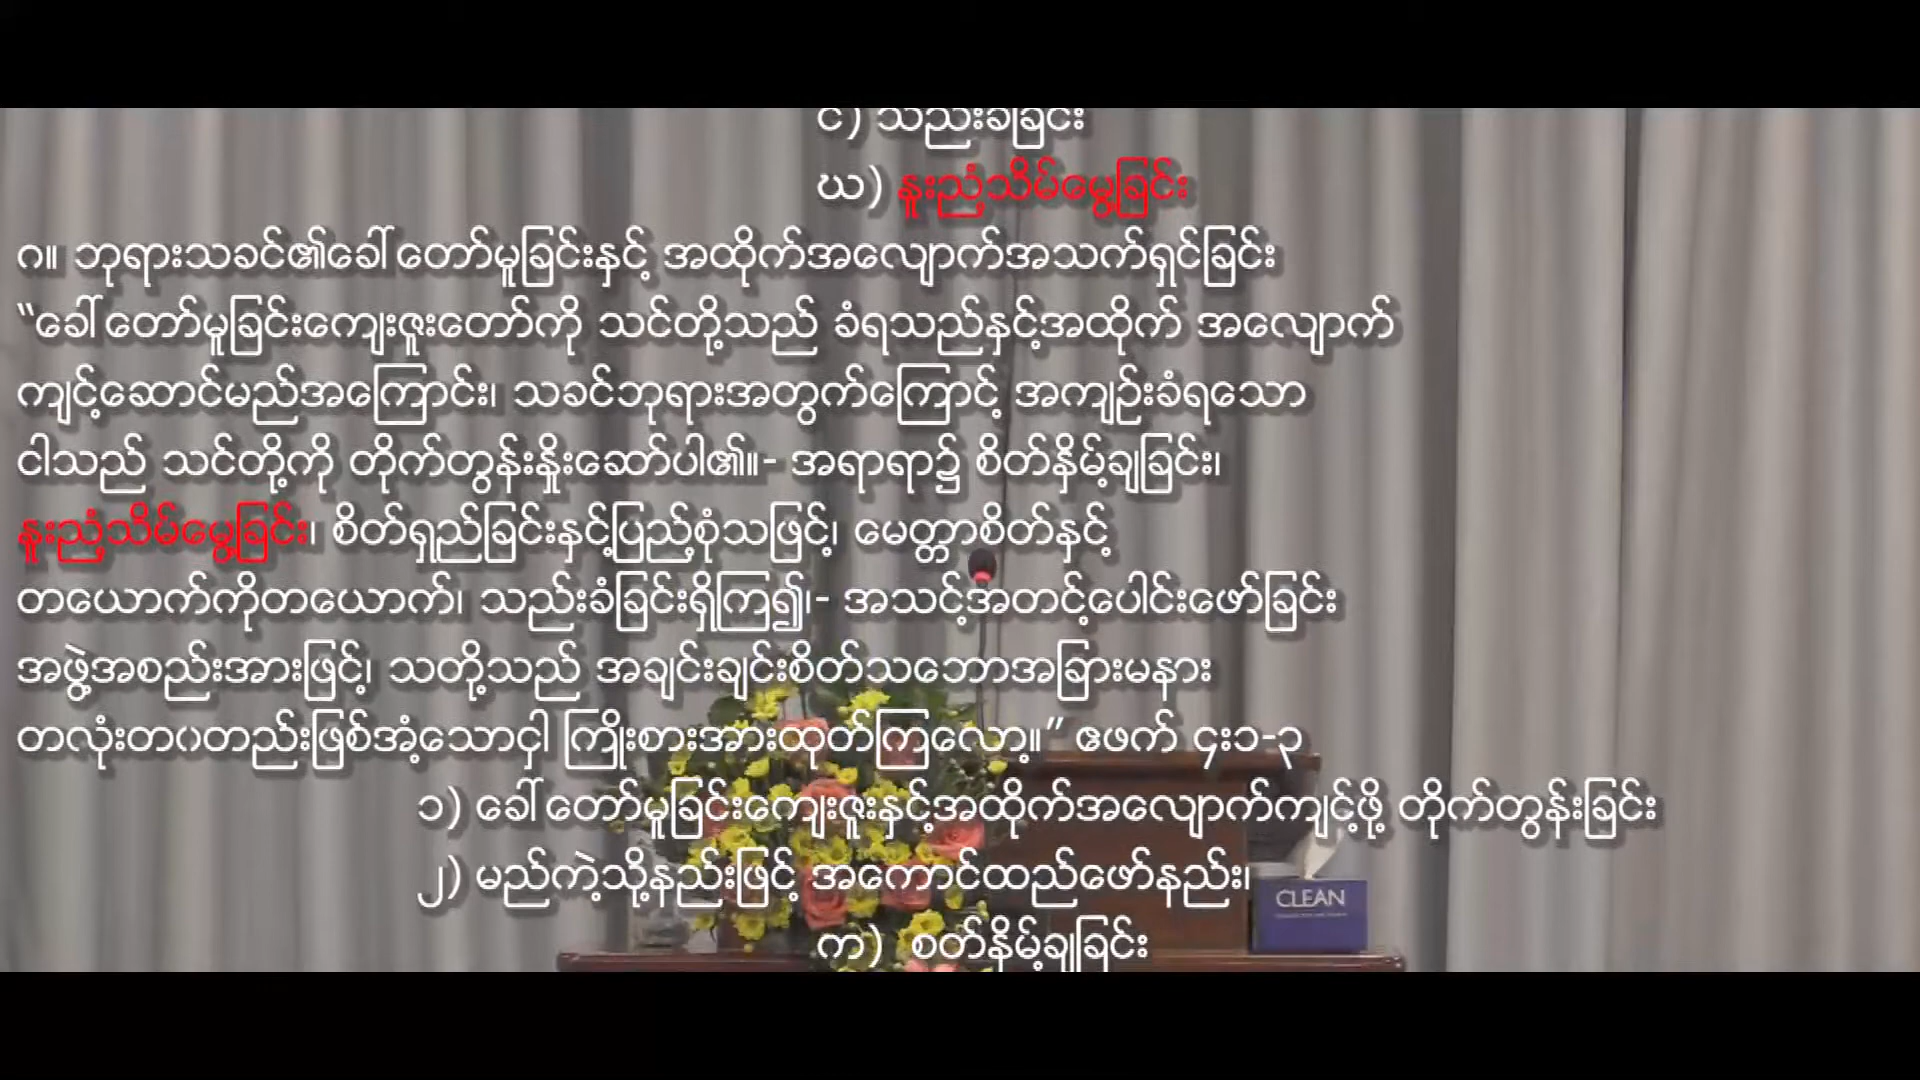 င) သည်းခံခြင်း
ဃ) နူးညံ့သိမ်မွေ့ခြင်း
ဂ။ ဘုရားသခင်၏ခေါ်တော်မူခြင်းနှင့် အထိုက်အလျောက်အသက်ရှင်ခြင်း
“ခေါ်တော်မူခြင်းကျေးဇူးတော်ကို သင်တို့သည် ခံရသည်နှင့်အထိုက် အလျောက်
ကျင့်ဆောင်မည်အကြောင်း၊ သခင်ဘုရားအတွက်ကြောင့် အကျဉ်းခံရသော
ငါသည် သင်တို့ကို တိုက်တွန်းနှိုးဆော်ပါ၏။- အရာရာ၌ စိတ်နှိမ့်ချခြင်း၊
နူးညံ့သိမ်မွေ့ခြင်း၊ စိတ်ရှည်ခြင်းနှင့်ပြည့်စုံသဖြင့်၊ မေတ္တာစိတ်နှင့်
တယောက်ကိုတယောက်၊ သည်းခံခြင်းရှိကြ၍၊- အသင့်အတင့်ပေါင်းဖော်ခြင်း
အဖွဲ့အစည်းအားဖြင့်၊ သတို့သည် အချင်းချင်းစိတ်သဘောအခြားမနား
တလုံးတ၀တည်းဖြစ်အံ့သောငှါ ကြိုးစားအားထုတ်ကြလော့။” ဧဖက် ၄း၁-၃
၁) ခေါ်တော်မူခြင်းကျေးဇူးနှင့်အထိုက်အလျောက်ကျင့်ဖို့ တိုက်တွန်းခြင်း
၂) မည်ကဲ့သို့နည်းဖြင့် အကောင်ထည်ဖော်နည်း၊
က) စတ်နိမ့်ချခြင်း
CLEAN